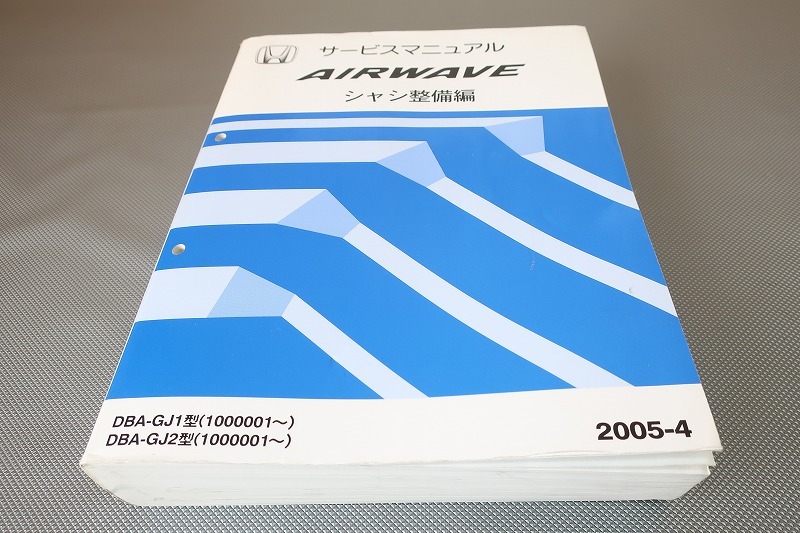 サービスマニュアル
AIRWAVE
シャシ整備編
DBA-GJ1型(1000001～)
DBA-GJ2型(1000001～)
2005-4